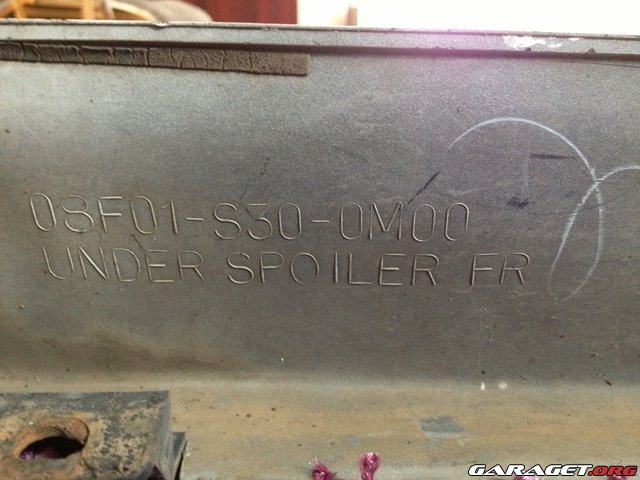 08F01-S30-0M00
UNDER SPOILER FR
GARAGET.ORG